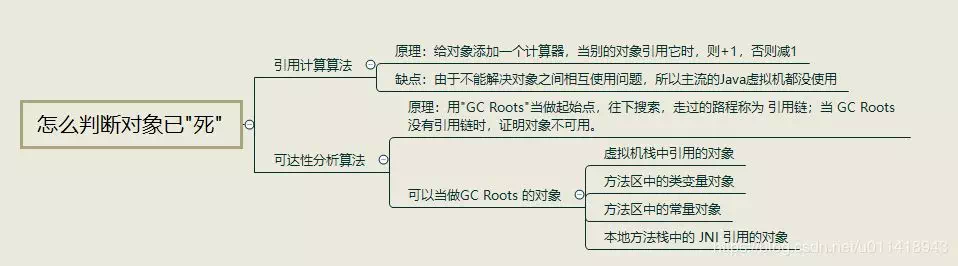 怎么判断对象已"死"
引用计算算法
原理：给对象添加一个计算器，当别的对象引用它时，则+1，否则减1
缺点：由于不能解决对象之间相互使用问题，所以主流的Java虚拟机都没使用
可达性分析算法
原理：用"GC Roots"当做起始点，往下搜索，走过的路程称为 引用链；当 GC Roots
没有引用链时，证明对象不可用。
可以当做GC Roots 的对象
虚拟机栈中引用的对象
方法区中的类变量对象
方法区中的常量对象
本地方法栈中的 JNI 引用的对象
https://blog.csdn.net/u011418943